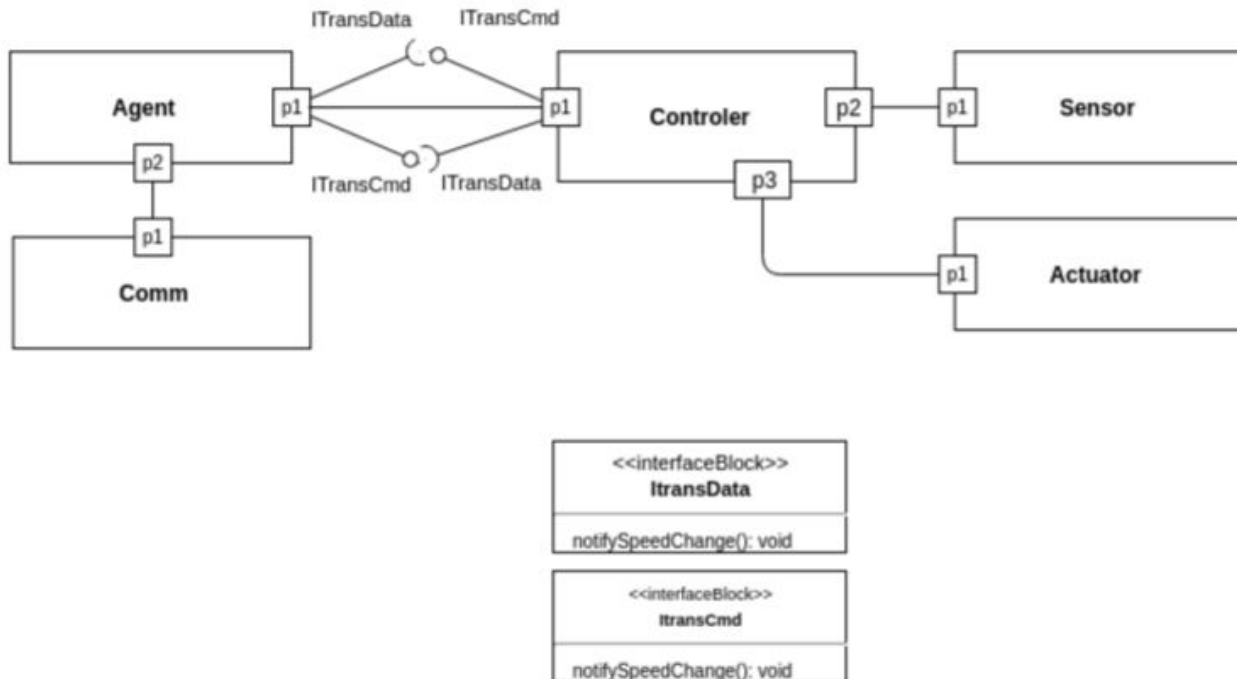 ITransData ITransCmd
Agent p1 p1 Controler p2 p1 Sensor
p2
p3
ITransCmd ITransData
p1
Comm
p1 Actuator
<<interfaceBlock>>
ItransData
notifySpeedChange(): void
<<interfaceBlock>>
ItransCmd
notifySpeedChange(): void